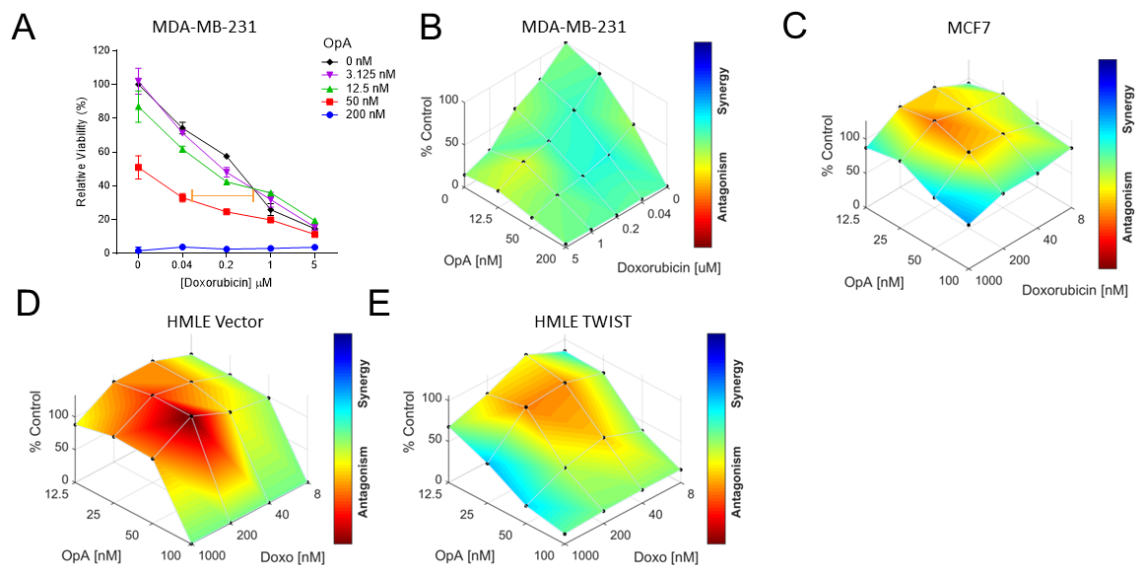 A
MDA-MB-231
OpA
0 nM
3.125 nM
12.5 nM
50 nM
200 nM
120
100
80
60
40
20
0
Relative Viability (%)
0 0.04 0.2 1 5
[Doxorubicin] µM
B
MDA-MB-231
% Control
100
50
0
0
12.5
50
200
OpA [nM]
0
0.04
0.2
1
5
Doxorubicin [uM]
Synergy
Antagonism
C
MCF7
% Control
100
50
0
12.5
25
50
100
OpA [nM]
8
40
200
1000
Doxorubicin [nM]
Synergy
Antagonism
D
HMLE Vector
% Control
100
50
0
12.5
25
50
100
OpA [nM]
8
40
200
1000
Doxo [nM]
Synergy
Antagonism
E
HMLE TWIST
% Control
100
50
0
12.5
25
50
100
OpA [nM]
8
40
200
1000
Doxo [nM]
Synergy
Antagonism